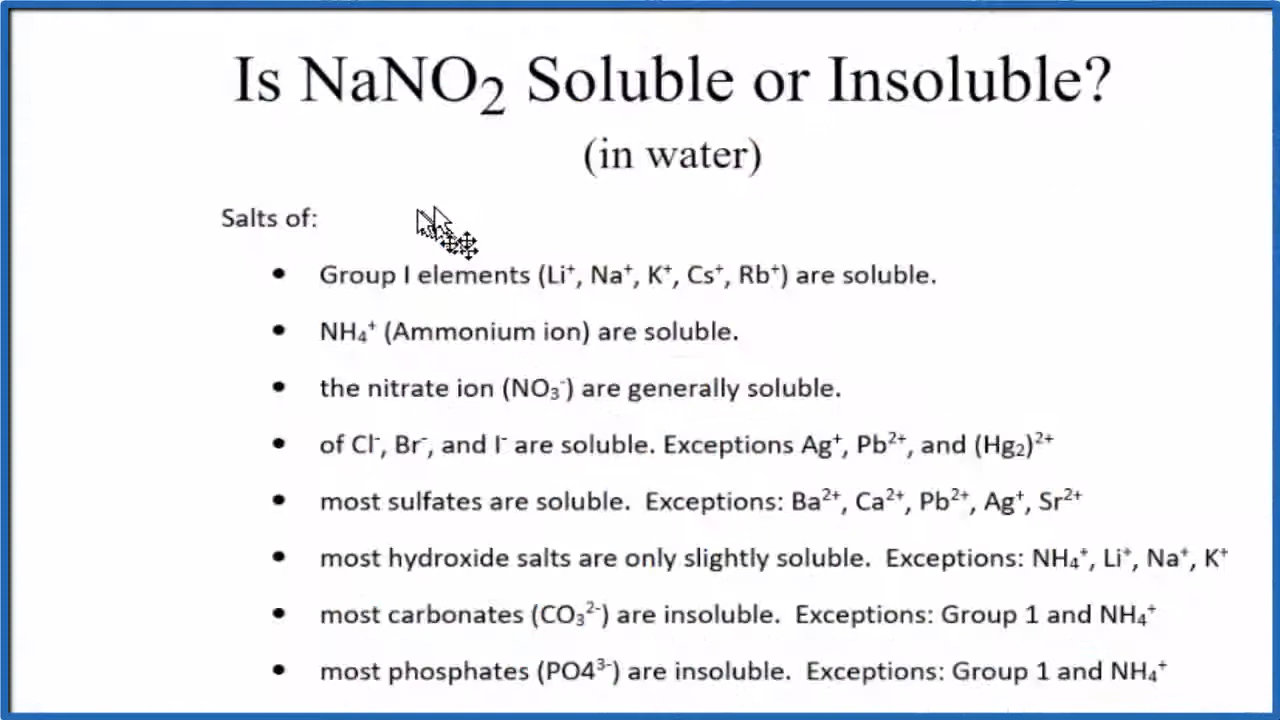 Is NaNO₂ Soluble or Insoluble?
(in water)
Salts of:
• Group I elements (Li⁺, Na⁺, K⁺, Cs⁺, Rb⁺) are soluble.
• NH₄⁺ (Ammonium ion) are soluble.
• the nitrate ion (NO₃⁻) are generally soluble.
• of Cl⁻, Br⁻, and I⁻ are soluble. Exceptions Ag⁺, Pb²⁺, and (Hg₂)²⁺
• most sulfates are soluble. Exceptions: Ba²⁺, Ca²⁺, Pb²⁺, Ag⁺, Sr²⁺
• most hydroxide salts are only slightly soluble. Exceptions: NH₄⁺, Li⁺, Na⁺, K⁺
• most carbonates (CO₃²⁻) are insoluble. Exceptions: Group 1 and NH₄⁺
• most phosphates (PO4³⁻) are insoluble. Exceptions: Group 1 and NH₄⁺